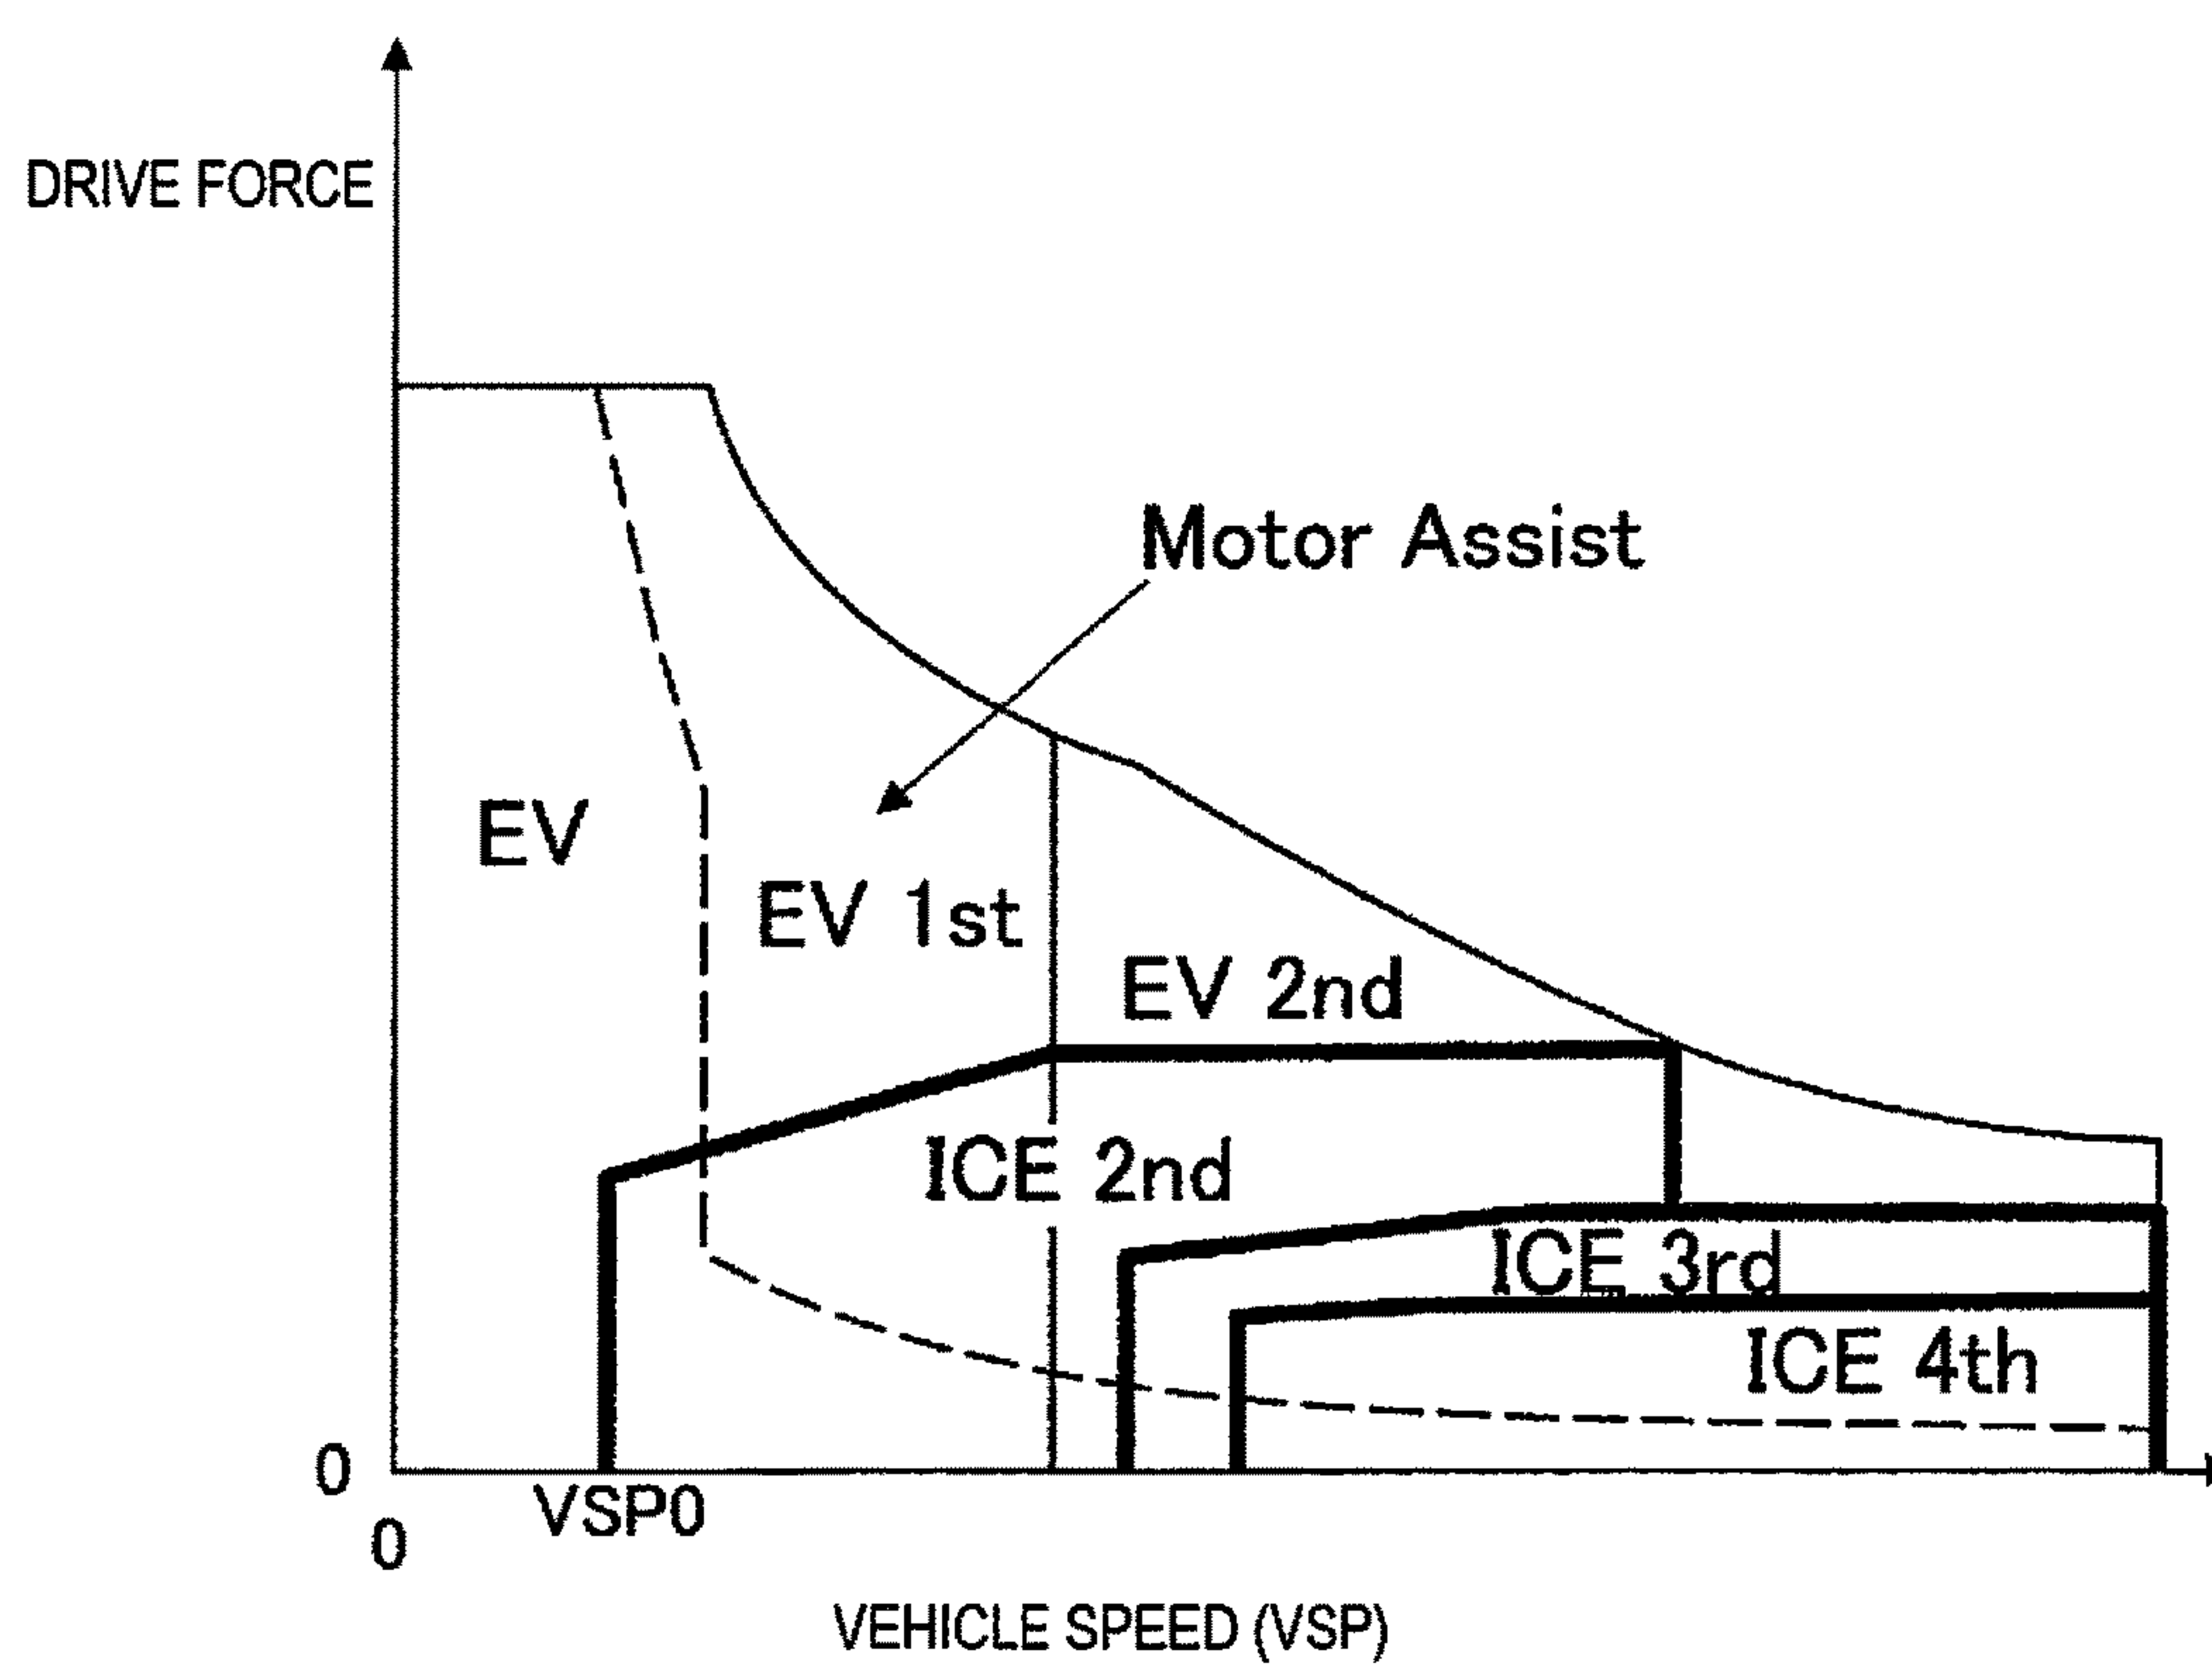 DRIVE FORCE
Motor Assist
EV
EV 1st
EV 2nd
ICE 2nd
ICE 3rd
ICE 4th
0
VSP0
0
VEHICLE SPEED (VSP)